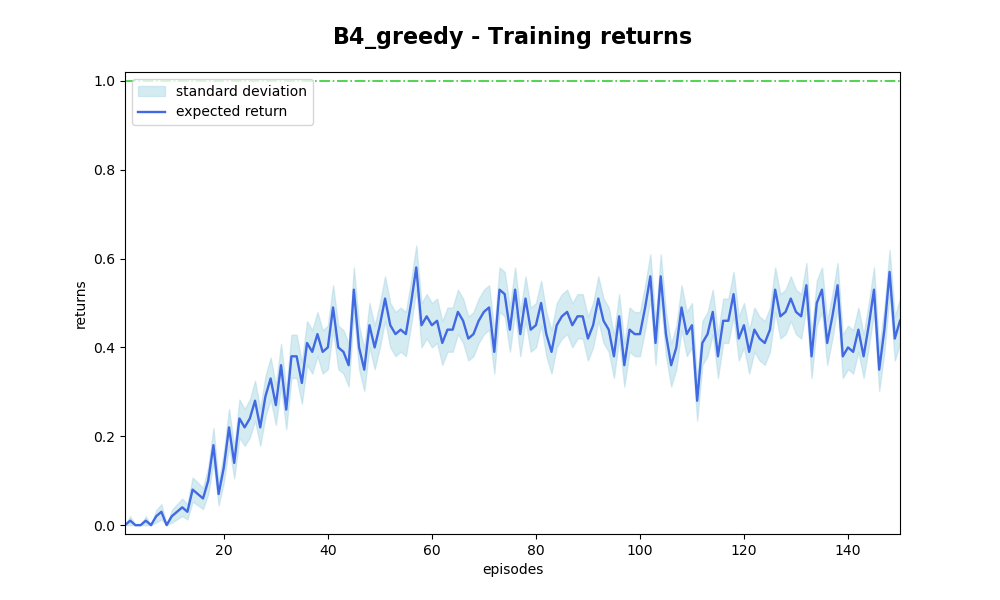 B4_greedy - Training returns
1.0
0.8
0.6
0.4
0.2
0.0
returns
standard deviation
expected return
20 40 60 80 100 120 140
episodes